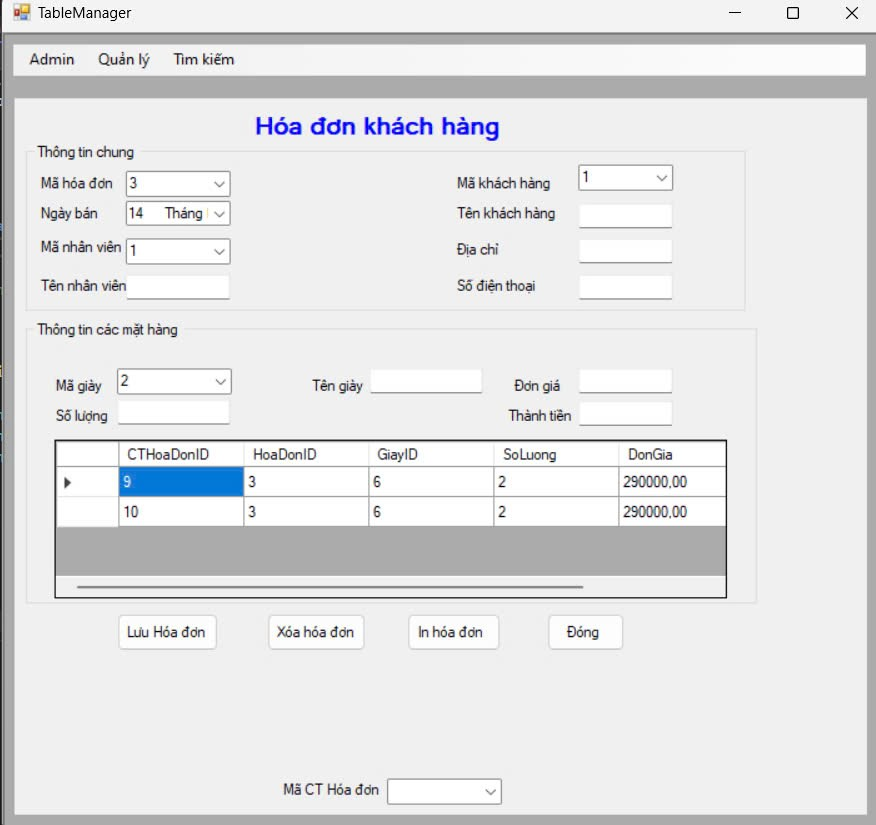 TableManager
Admin Quản lý Tìm kiếm
Hóa đơn khách hàng
Thông tin chung
Mã hóa đơn 3 Mã khách hàng 1
Ngày bán 14 Tháng Tên khách hàng
Mã nhân viên 1 Địa chỉ
Tên nhân viên Số điện thoại
Thông tin các mặt hàng
Mã giày 2 Tên giày Đơn giá
Số lượng Thành tiền
CTHoaDonID HoaDonID GiayID SoLuong DonGia
9 3 6 2 290000,00
10 3 6 2 290000,00
Lưu Hóa đơn Xóa hóa đơn In hóa đơn Đóng
Mã CT Hóa đơn